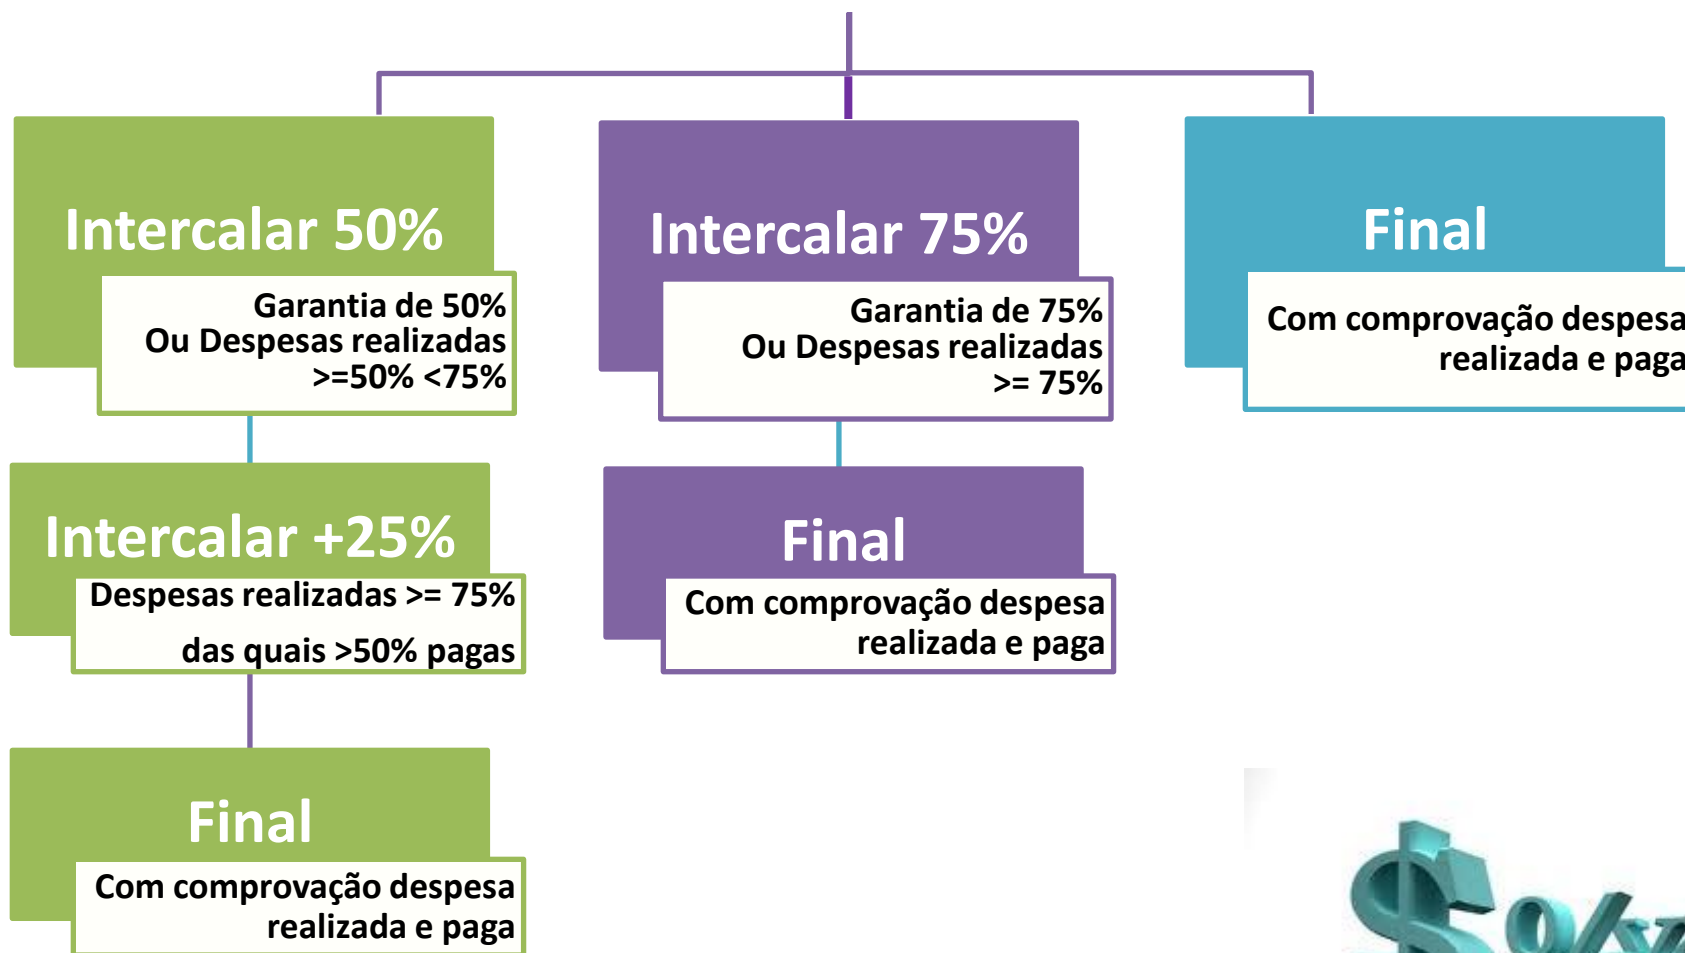 Intercalar 50%
Garantia de 50%
Ou Despesas realizadas
>=50% <75%
Intercalar 75%
Garantia de 75%
Ou Despesas realizadas
>= 75%
Final
Com comprovação despesa
realizada e paga
Intercalar +25%
Despesas realizadas >= 75%
das quais >50% pagas
Final
Com comprovação despesa
realizada e paga
Final
Com comprovação despesa
realizada e paga
$%